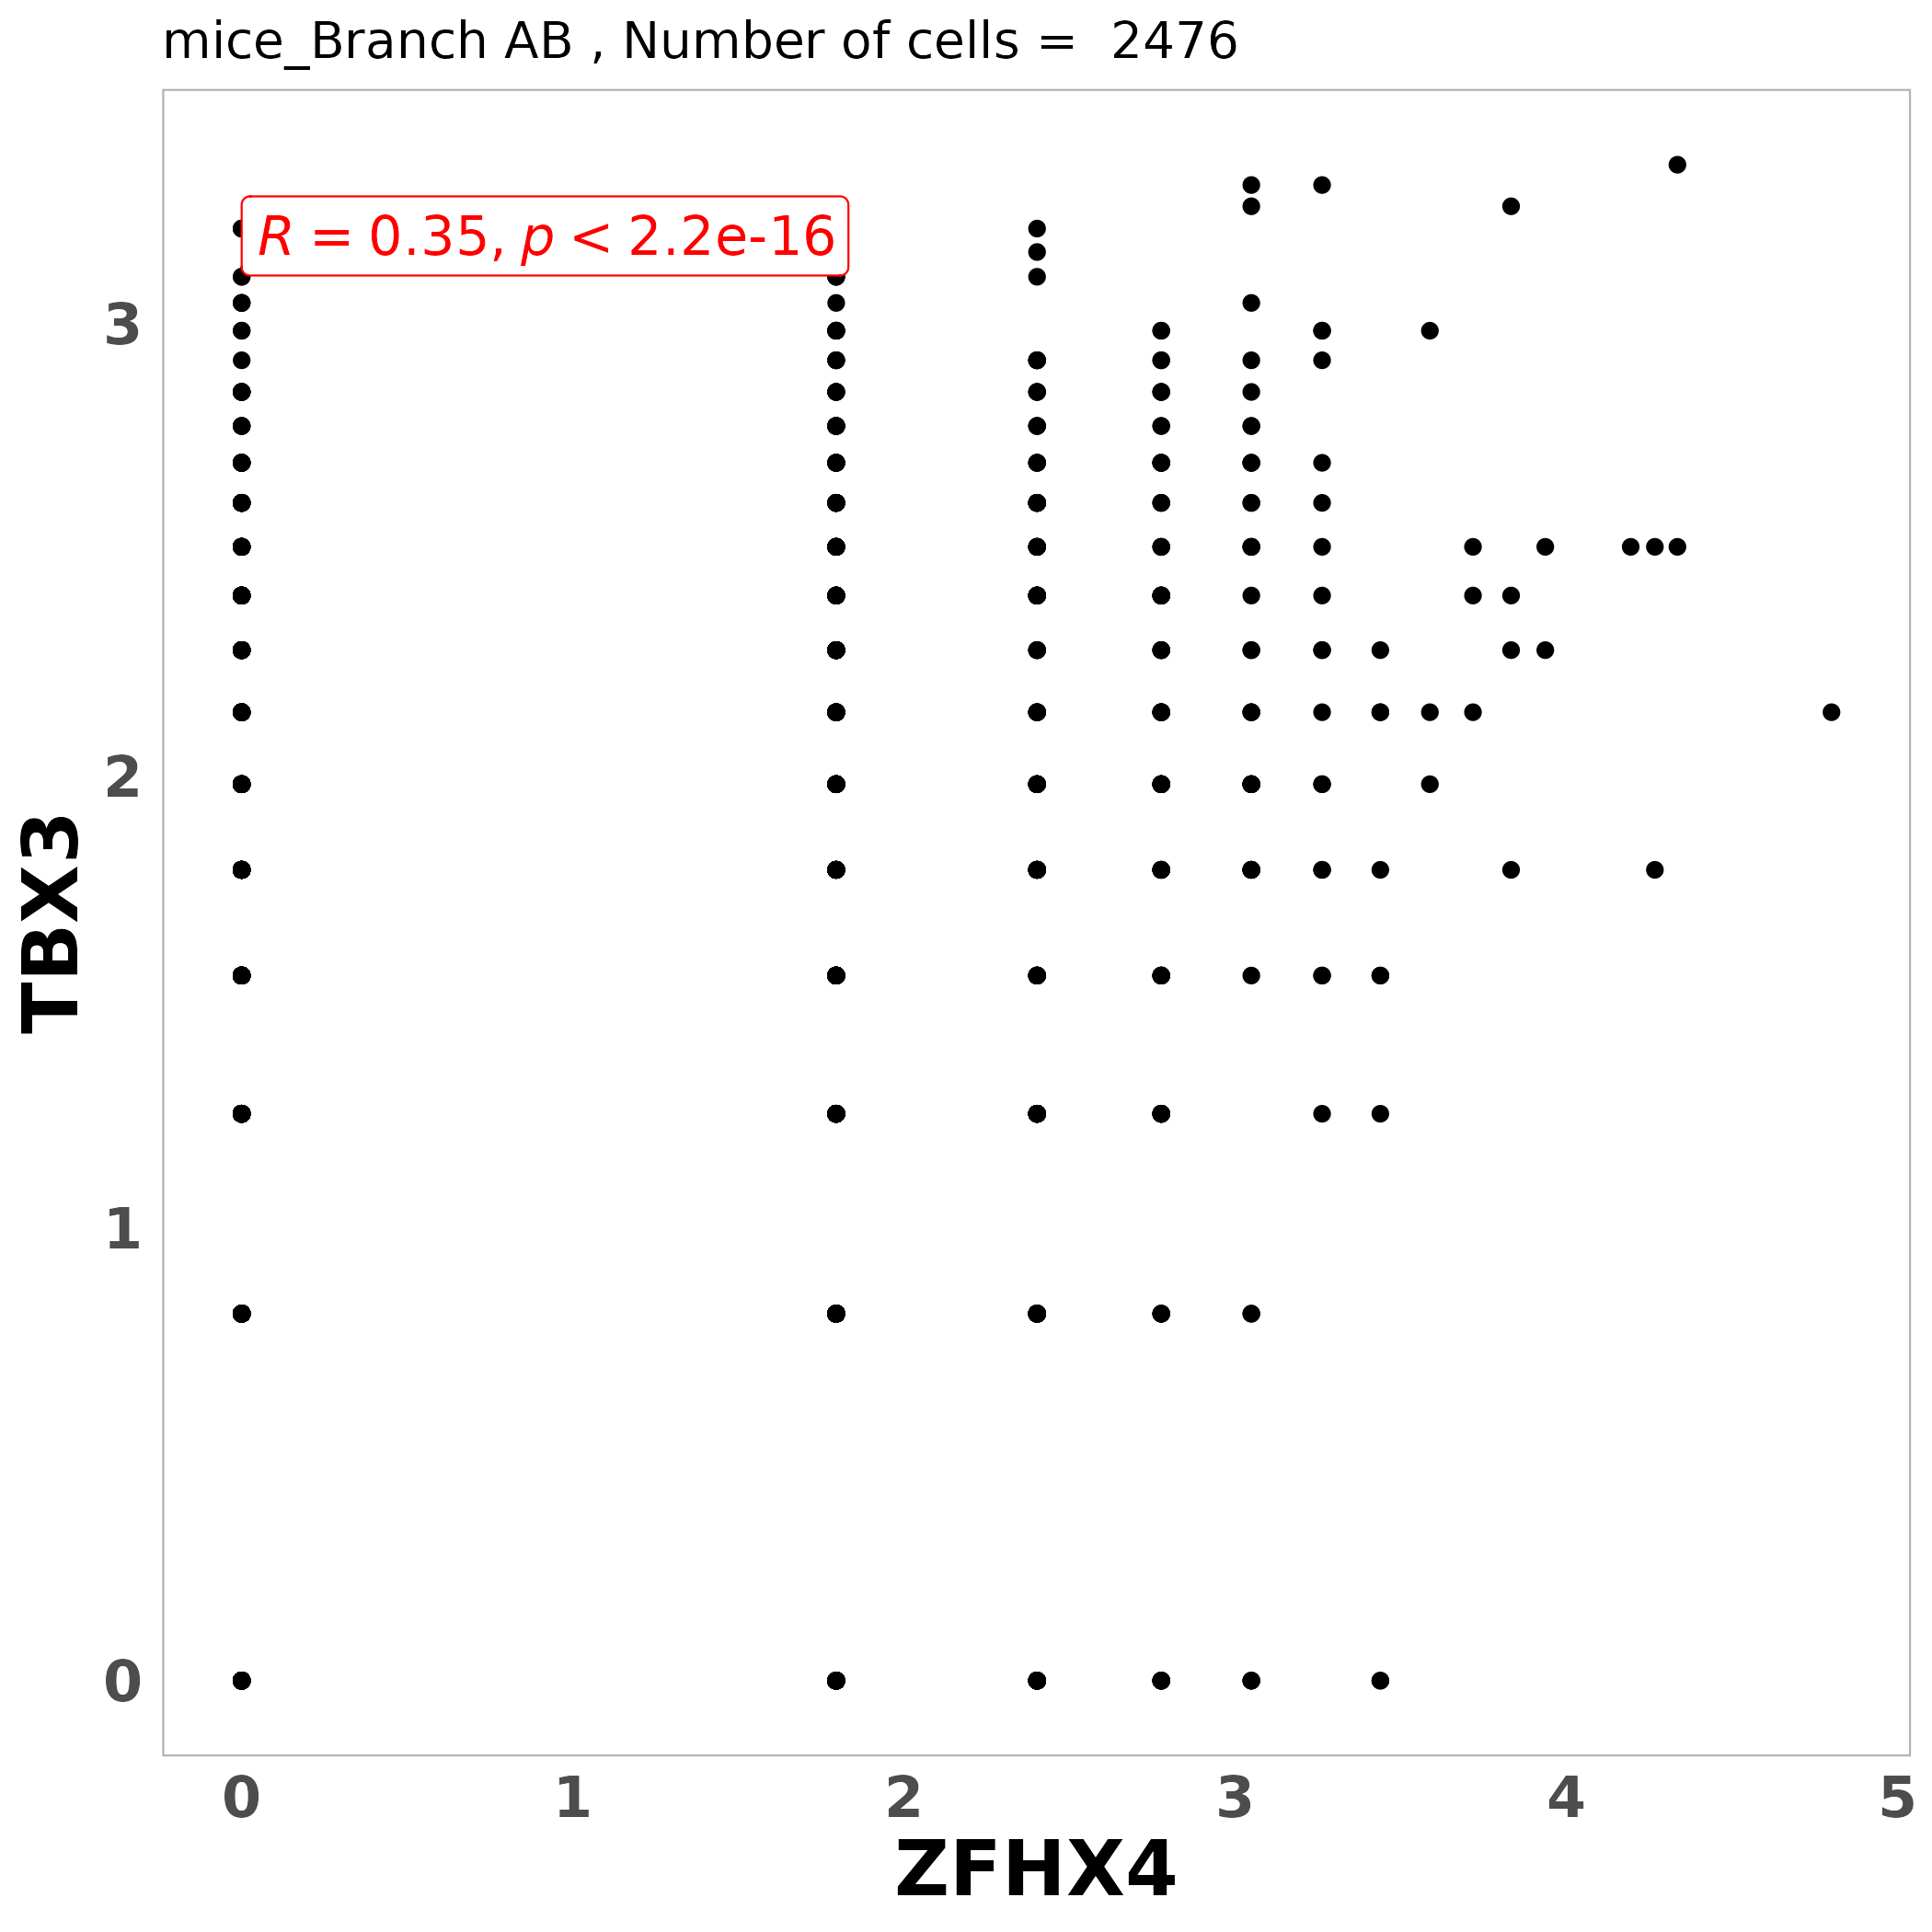 mice_Branch AB , Number of cells =  2476
R = 0.35, p < 2.2e-16
3
2
1
0
TBX3
0 1 2 3 4 5
ZFHX4